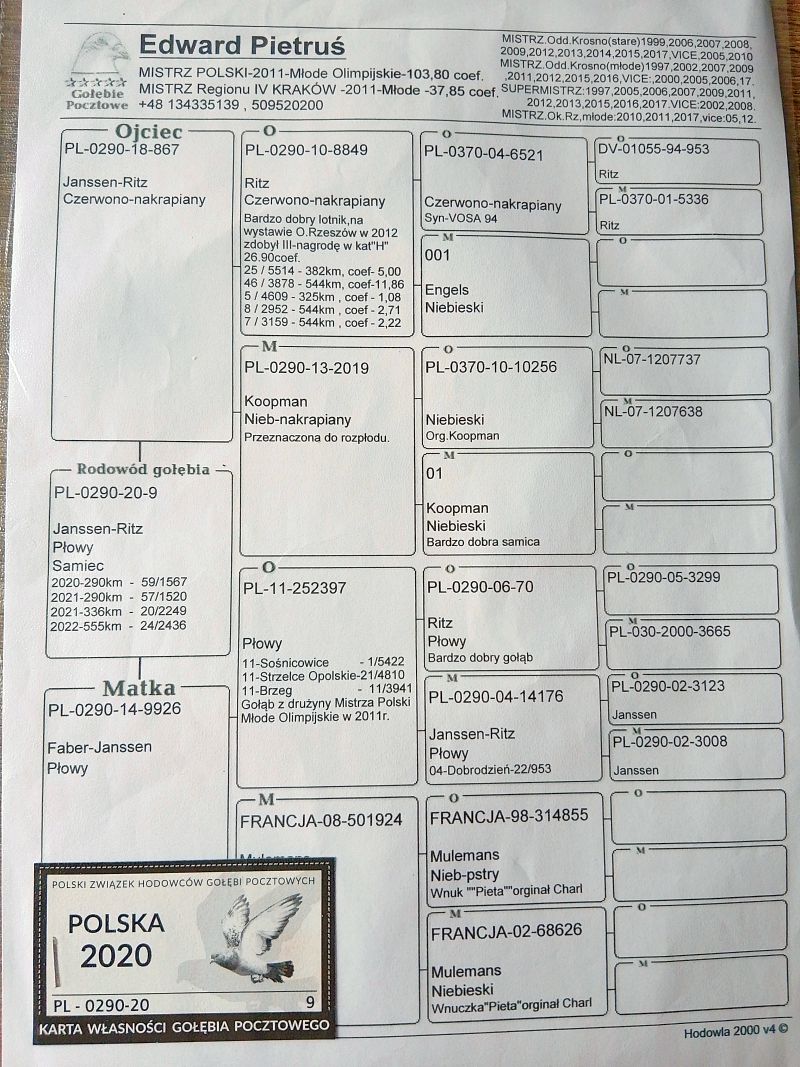 Edward Pietruś
MISTRZ POLSKI-2011-Młode Olimpijskie-103,80 coef.
MISTRZ Regionu IV KRAKÓW -2011-Młode -37,85 coef.
+48 134335139 , 509520200
Gołębie
Pocztowe
MISTRZ.Odd.Krosno(stare)1999,2006,2007,2008,
2009,2012,2013,2014,2015,2017,VICE,2005,2010
MISTRZ.Odd.Krosno(młode)1997,2002,2007,2009
,2011,2012,2015,2016,VICE:,2000,2005,2006,17.
SUPERMISTRZ:1997,2005,2006,2007,2009,2011,
2012,2013,2015,2016,2017.VICE:2002,2008.
MISTRZ.Ok.Rz,młode:2010,2011,2017,vice:05,12.
Ojciec
PL-0290-18-867
Janssen-Ritz
Czerwono-nakrapiany
Rodowód gołębia
PL-0290-20-9
Janssen-Ritz
Płowy
Samiec
2020-290km - 59/1567
2021-290km - 57/1520
2021-336km - 20/2249
2022-555km - 24/2436
Matka
PL-0290-14-9926
Faber-Janssen
Płowy
O
PL-0290-10-8849
Ritz
Czerwono-nakrapiany
Bardzo dobry lotnik,na
wystawie O.Rzeszów w 2012
zdobył III-nagrodę w kat"H"
26.90coef.
25 / 5514 - 382km, coef- 5,00
46 / 3878 - 544km, coef-11,86
5 / 4609 - 325km , coef - 1,08
8 / 2952 - 544km , coef - 2,71
7 / 3159 - 544km , coef - 2,22
M
PL-0290-13-2019
Koopman
Nieb-nakrapiany
Przeznaczona do rozpłodu.
O
PL-11-252397
Płowy
11-Sośnicowice - 1/5422
11-Strzelce Opolskie-21/4810
11-Brzeg - 11/3941
Gołąb z drużyny Mistrza Polski
Młode Olimpijskie w 2011r.
M
FRANCJA-08-501924
Mulemans
O
PL-0370-04-6521
Czerwono-nakrapiany
Syn-VOSA 94
M
001
Engels
Niebieski
O
PL-0370-10-10256
Niebieski
Org.Koopman
M
01
Koopman
Niebieski
Bardzo dobra samica
O
PL-0290-06-70
Ritz
Płowy
Bardzo dobry gołąb
M
PL-0290-04-14176
Janssen-Ritz
Płowy
04-Dobrodzień-22/953
O
FRANCJA-98-314855
Mulemans
Nieb-pstry
Wnuk ""Pieta""orginał Charl
M
FRANCJA-02-68626
Mulemans
Niebieski
Wnuczka"Pieta"orginał Charl
O
DV-01055-94-953
Ritz
M
PL-0370-01-5336
Ritz
O
M
O
NL-07-1207737
M
NL-07-1207638
O
M
O
PL-0290-05-3299
M
PL-030-2000-3665
O
PL-0290-02-3123
Janssen
M
PL-0290-02-3008
Janssen
O
M
O
M
POLSKI ZWIĄZEK HODOWCÓW GOŁĘBI POCZTOWYCH
POLSKA
2020
PL - 0290-20 9
KARTA WŁASNOŚCI GOŁĘBIA POCZTOWEGO
Hodowla 2000 v4 ©